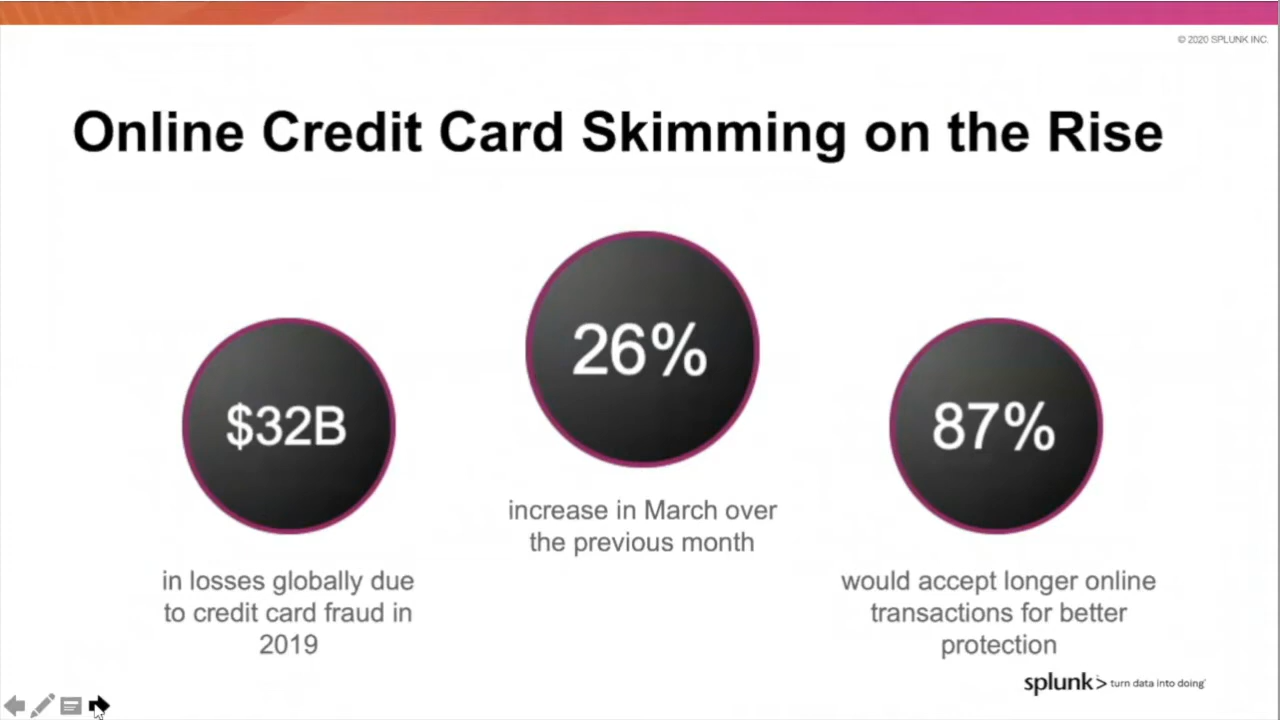 © 2020 SPLUNK INC.
Online Credit Card Skimming on the Rise
$32B
in losses globally due
to credit card fraud in
2019
26%
increase in March over
the previous month
87%
would accept longer online
transactions for better
protection
splunk> turn data into doing